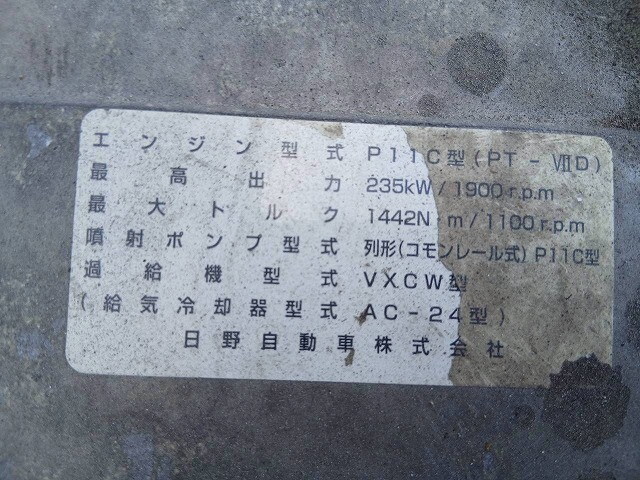 エンジン型式 P11C型(PT-ⅦD)
最高出力 235kW/1900r.p.m
最大トルク 1442N m/1100r.p.m
噴射ポンプ型式 列形(コモンレール式)P11C型
過給機型式 VXCW型
(給気冷却器型式 AC-24型)
日野自動車株式会社